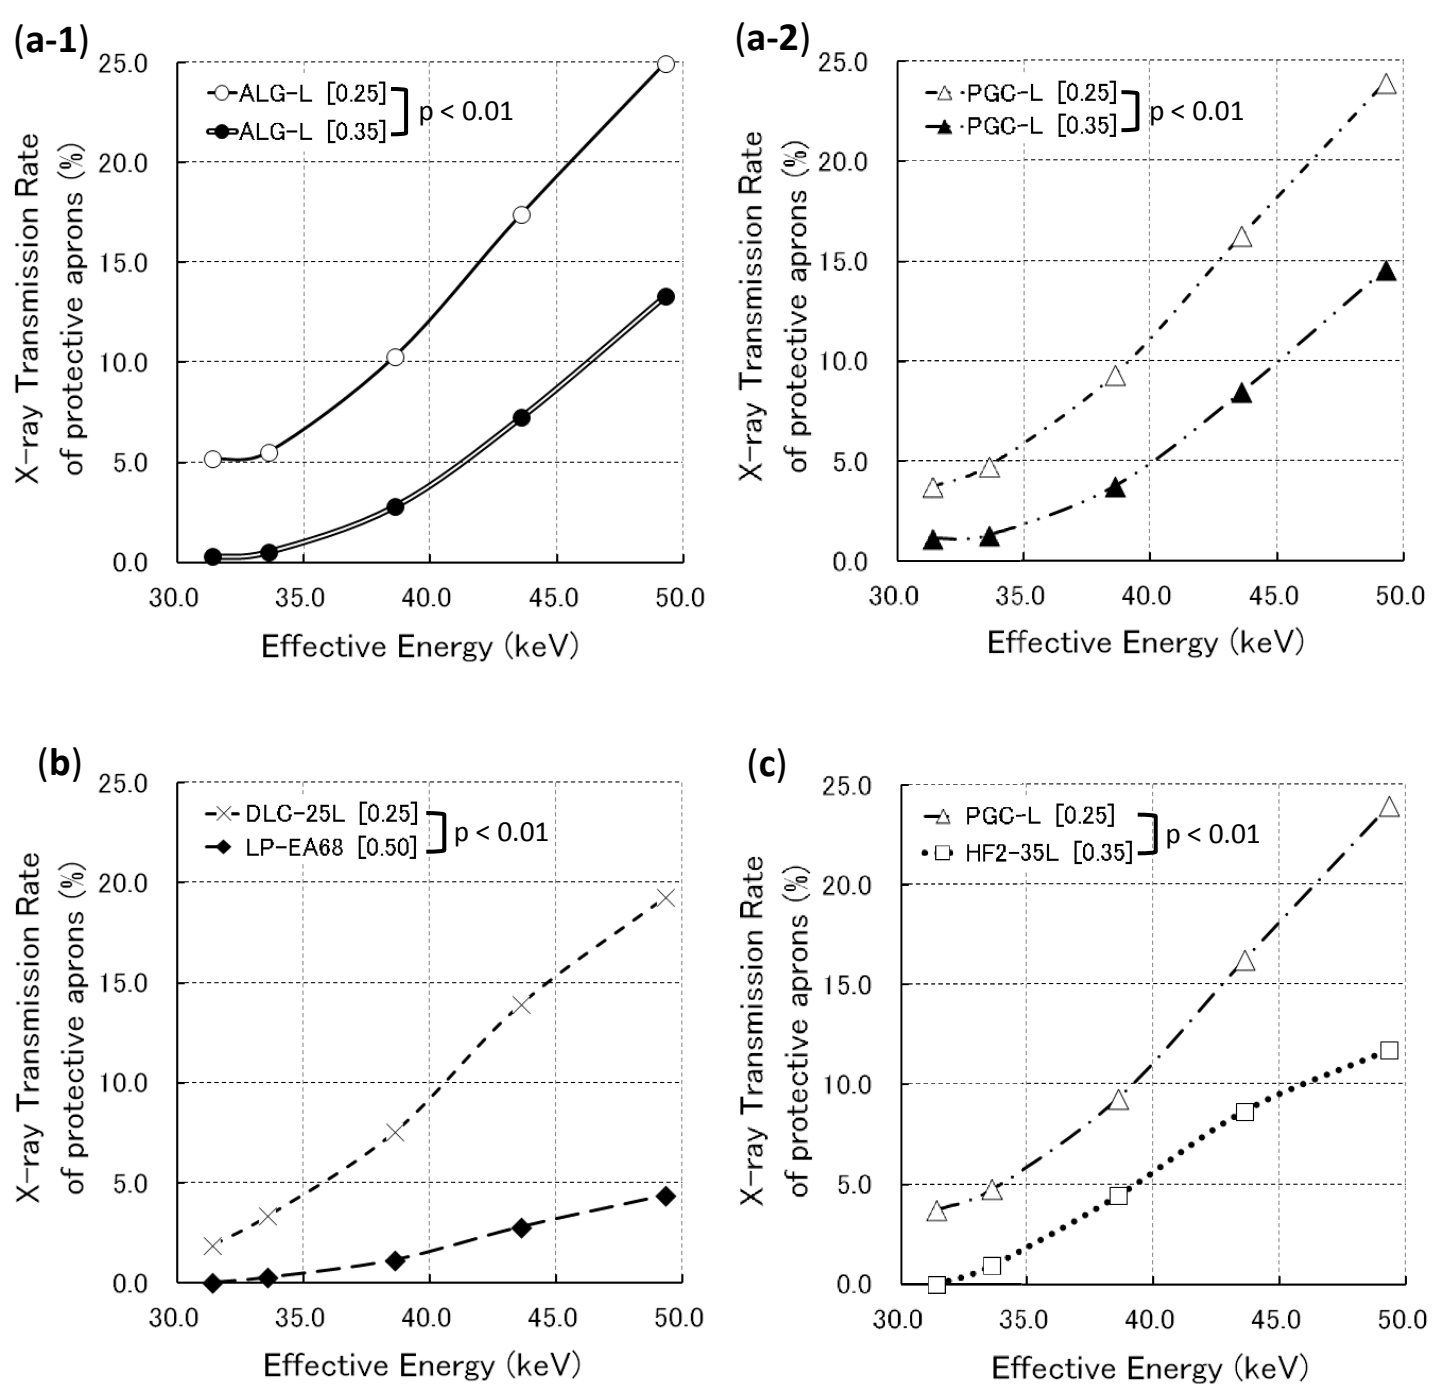 (a-1)
X-ray Transmission Rate
of protective aprons (%)
25.0
20.0
15.0
10.0
5.0
0.0
ALG-L [0.25]
ALG-L [0.35]
p < 0.01
30.0 35.0 40.0 45.0 50.0
Effective Energy (keV)
(a-2)
X-ray Transmission Rate
of protective aprons (%)
25.0
20.0
15.0
10.0
5.0
0.0
PGC-L [0.25]
PGC-L [0.35]
p < 0.01
30.0 35.0 40.0 45.0 50.0
Effective Energy (keV)
(b)
X-ray Transmission Rate
of protective aprons (%)
25.0
20.0
15.0
10.0
5.0
0.0
DLC-25L [0.25]
LP-EA68 [0.50]
p < 0.01
30.0 35.0 40.0 45.0 50.0
Effective Energy (keV)
(c)
X-ray Transmission Rate
of protective aprons (%)
25.0
20.0
15.0
10.0
5.0
0.0
PGC-L [0.25]
HF2-35L [0.35]
p < 0.01
30.0 35.0 40.0 45.0 50.0
Effective Energy (keV)